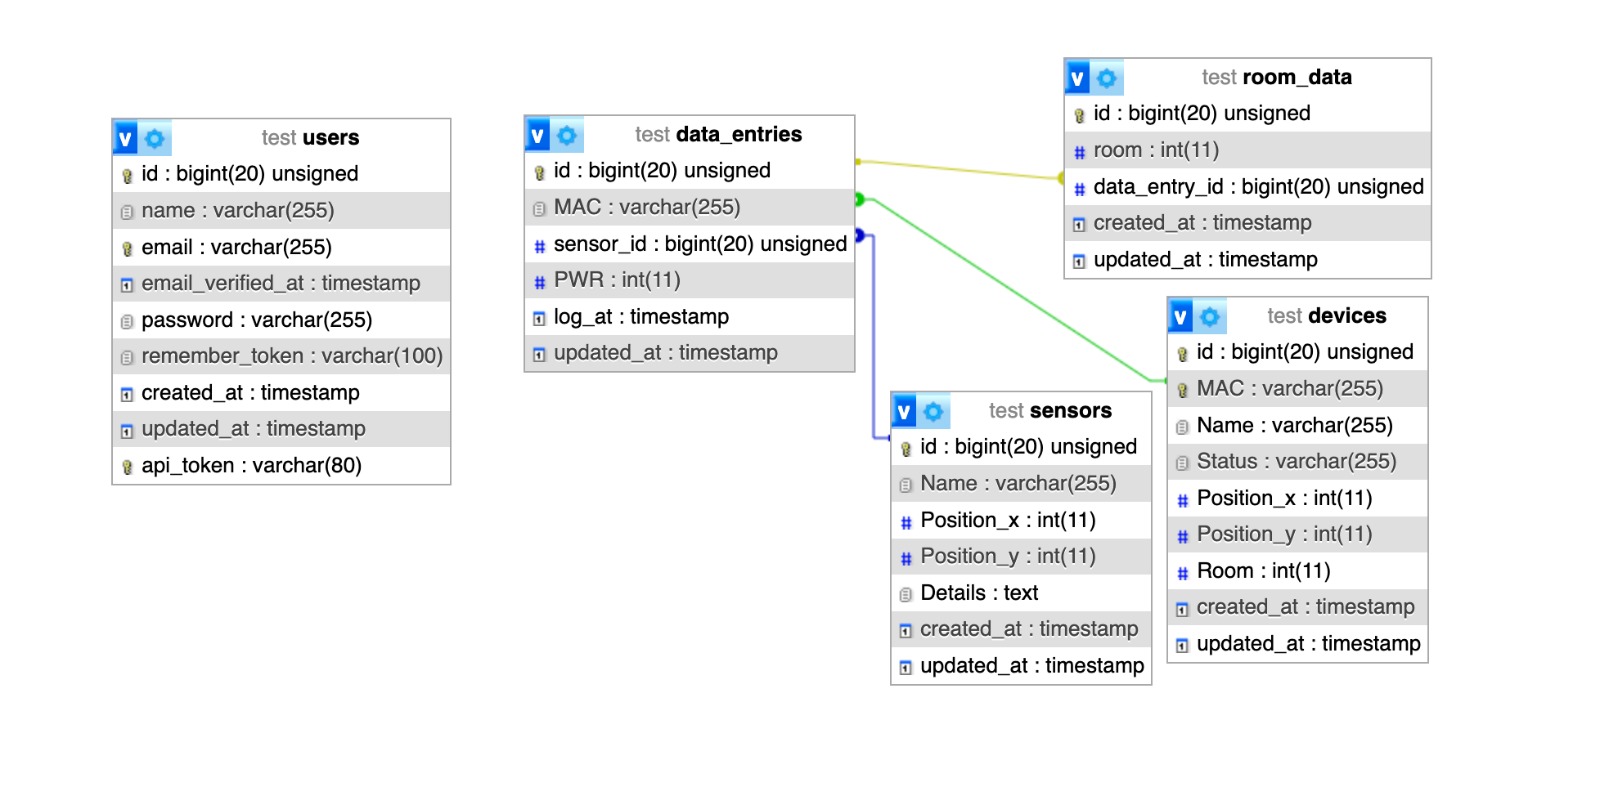 v test users
id : bigint(20) unsigned
name : varchar(255)
email : varchar(255)
email_verified_at : timestamp
password : varchar(255)
remember_token : varchar(100)
created_at : timestamp
updated_at : timestamp
api_token : varchar(80)
v test data_entries
id : bigint(20) unsigned
MAC : varchar(255)
sensor_id : bigint(20) unsigned
PWR : int(11)
log_at : timestamp
updated_at : timestamp
v test room_data
id : bigint(20) unsigned
room : int(11)
data_entry_id : bigint(20) unsigned
created_at : timestamp
updated_at : timestamp
v test sensors
id : bigint(20) unsigned
Name : varchar(255)
Position_x : int(11)
Position_y : int(11)
Details : text
created_at : timestamp
updated_at : timestamp
v test devices
id : bigint(20) unsigned
MAC : varchar(255)
Name : varchar(255)
Status : varchar(255)
Position_x : int(11)
Position_y : int(11)
Room : int(11)
created_at : timestamp
updated_at : timestamp